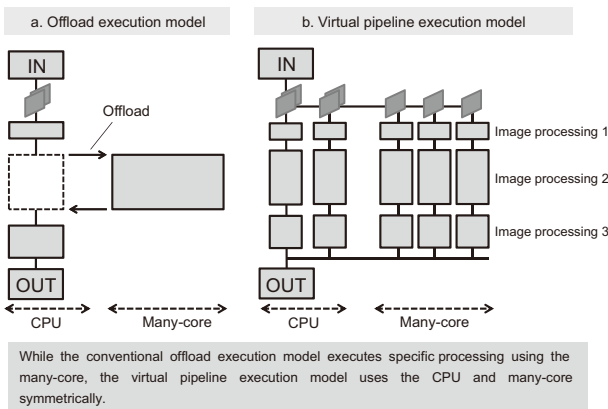 a. Offload execution model
b. Virtual pipeline execution model
IN
Offload
OUT
CPU
Many-core
IN
Image processing 1
Image processing 2
Image processing 3
OUT
CPU
Many-core
While the conventional offload execution model executes specific processing using the
many-core, the virtual pipeline execution model uses the CPU and many-core
symmetrically.